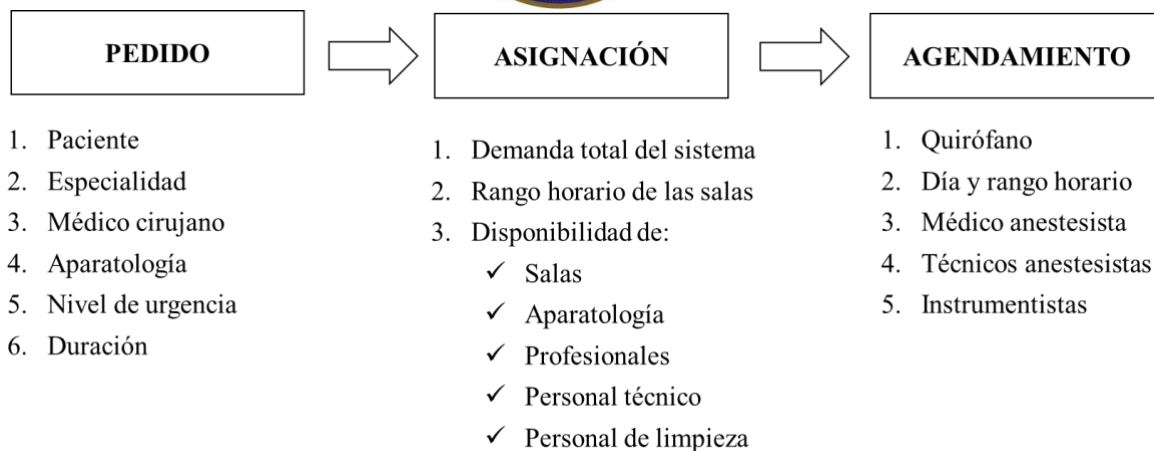 PEDIDO
1. Paciente
2. Especialidad
3. Médico cirujano
4. Aparatología
5. Nivel de urgencia
6. Duración
ASIGNACIÓN
1. Demanda total del sistema
2. Rango horario de las salas
3. Disponibilidad de:
✓ Salas
✓ Aparatología
✓ Profesionales
✓ Personal técnico
✓ Personal de limpieza
AGENDAMIENTO
1. Quirófano
2. Día y rango horario
3. Médico anestesista
4. Técnicos anestesistas
5. Instrumentistas